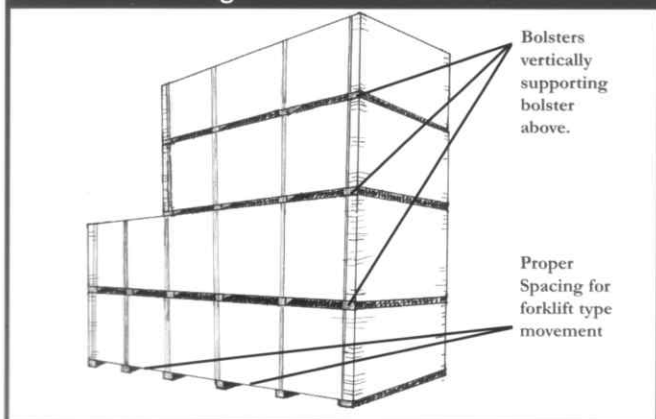 Bolsters
vertically
supporting
bolster
above.
Proper
Spacing for
forklift type
movement